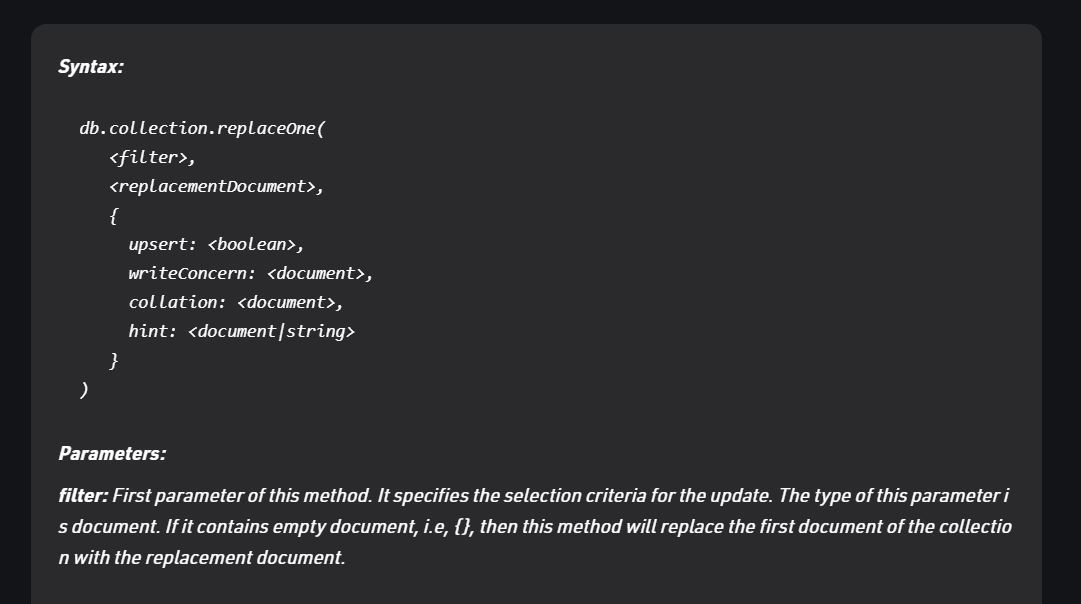 Syntax:
db.collection.replaceOne(
<filter>,
<replacementDocument>,
{
upsert: <boolean>,
writeConcern: <document>,
collation: <document>,
hint: <document|string>
}
)
Parameters:
filter: First parameter of this method. It specifies the selection criteria for the update. The type of this parameter i
s document. If it contains empty document, i.e, {}, then this method will replace the first document of the collectio
n with the replacement document.